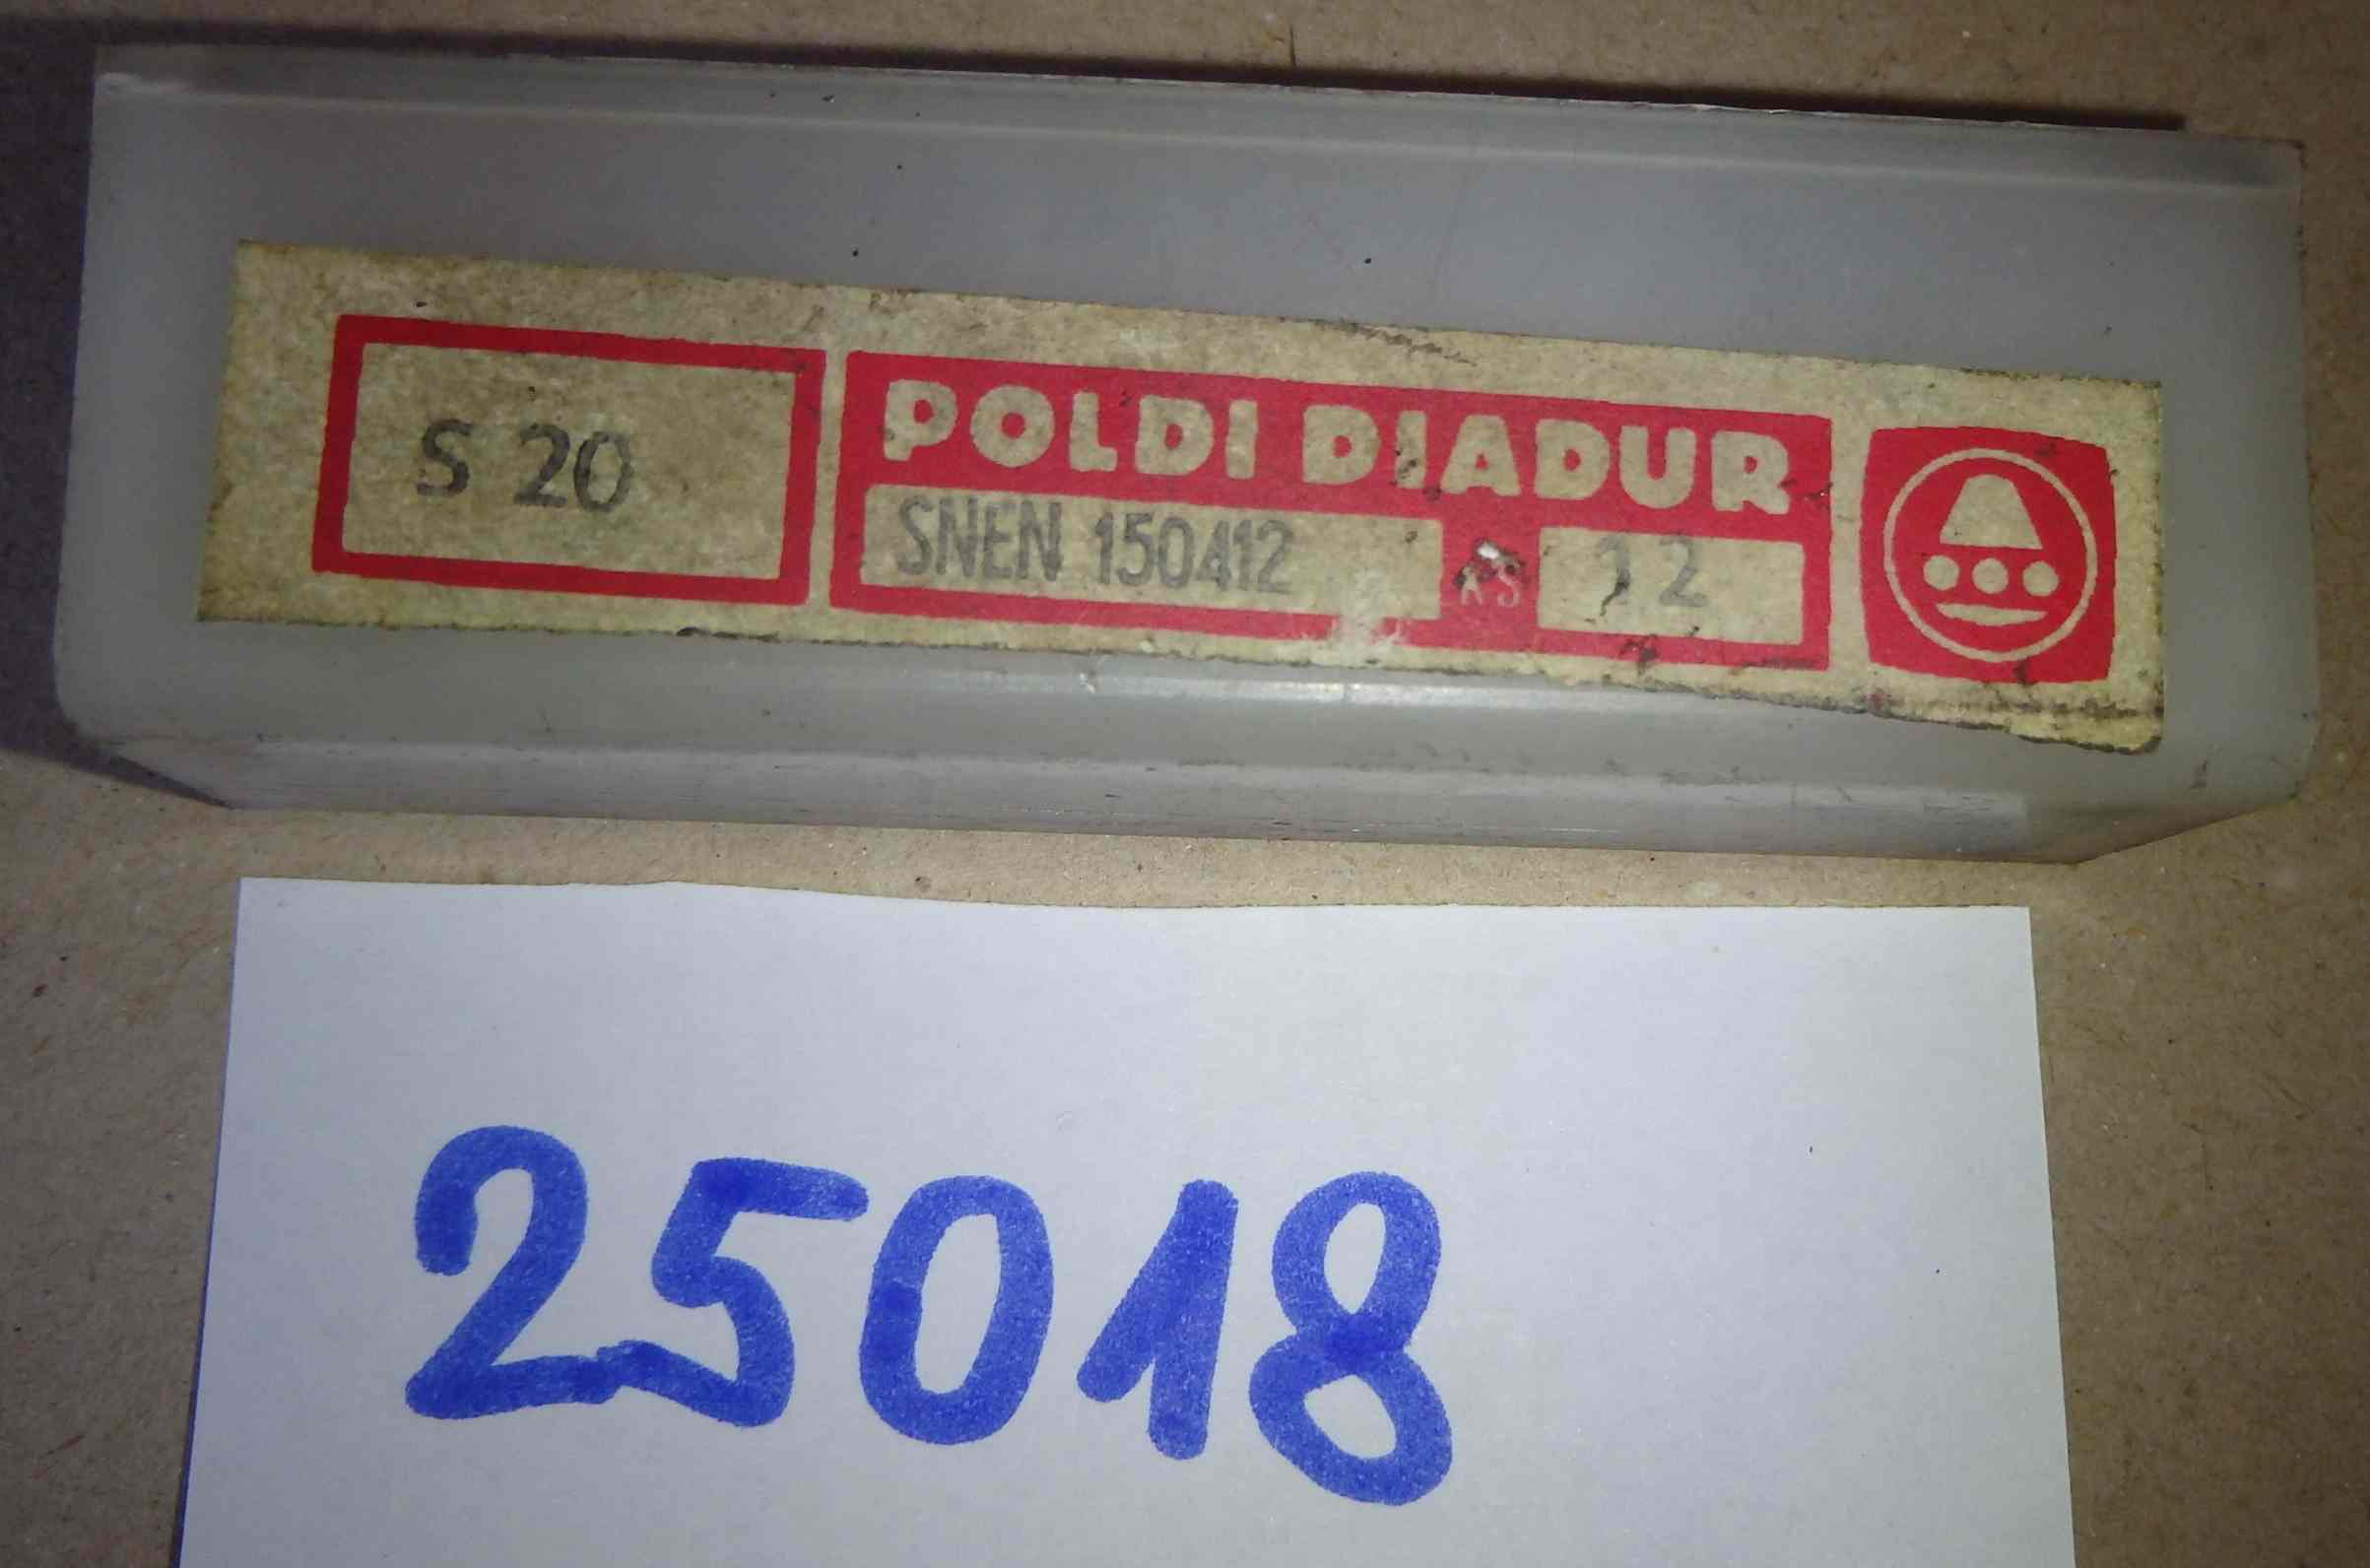 S 20
POLDI DIADUR
SNEN 150412 KS 12
25018